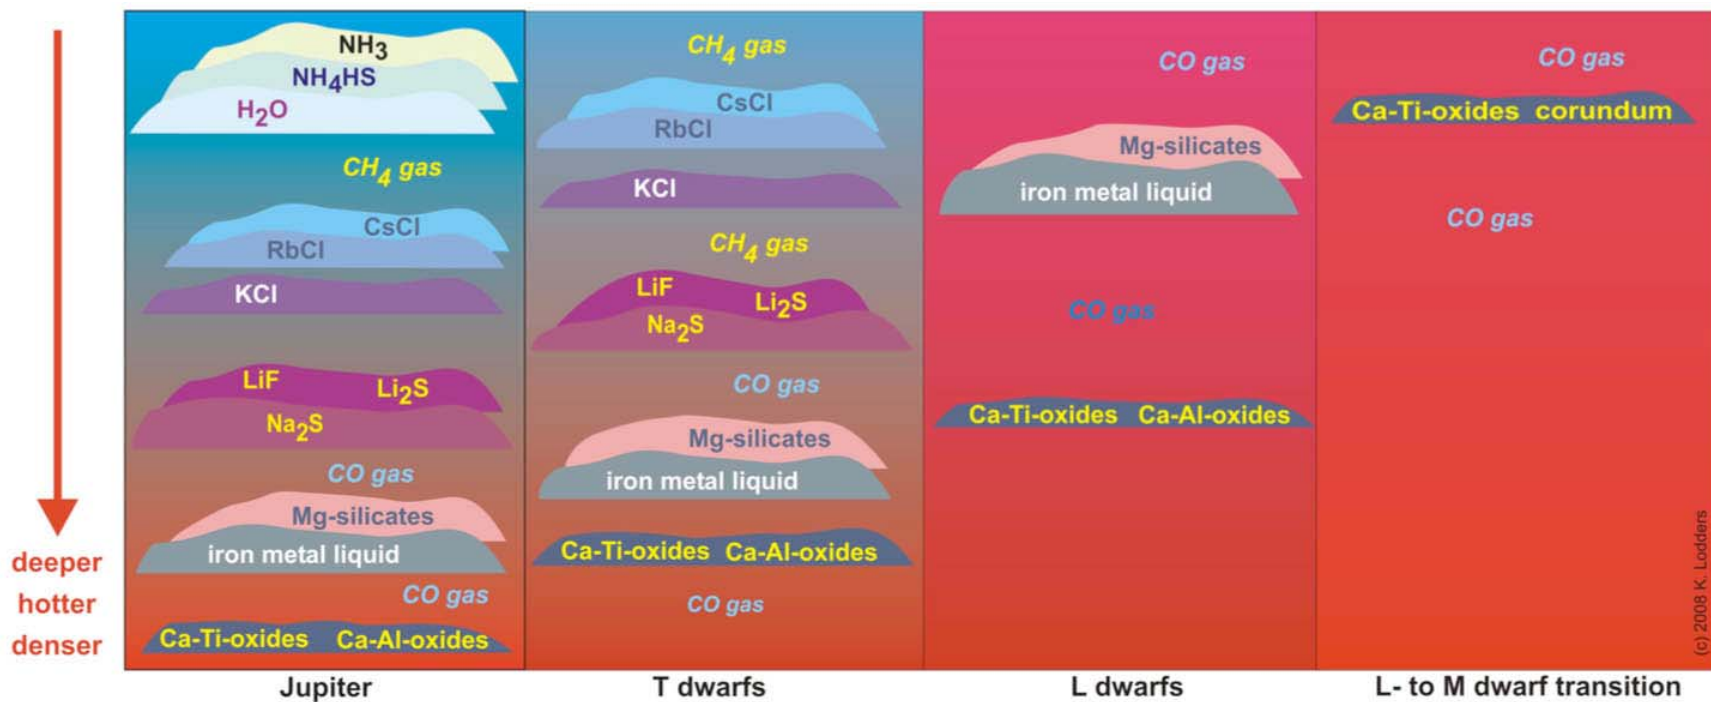 deeper
hotter
denser
NH3
NH4HS
H2O
CH4 gas
CsCl
RbCl
KCl
LiF
Li2S
Na2S
CO gas
Mg-silicates
iron metal liquid
CO gas
Ca-Ti-oxides Ca-Al-oxides
Jupiter
CH4 gas
CsCl
RbCl
KCl
CH4 gas
LiF
Li2S
Na2S
CO gas
Mg-silicates
iron metal liquid
Ca-Ti-oxides Ca-Al-oxides
CO gas
T dwarfs
CO gas
Mg-silicates
iron metal liquid
CO gas
Ca-Ti-oxides Ca-Al-oxides
L dwarfs
CO gas
Ca-Ti-oxides corundum
CO gas
L- to M dwarf transition
(c) 2008 K. Lodders